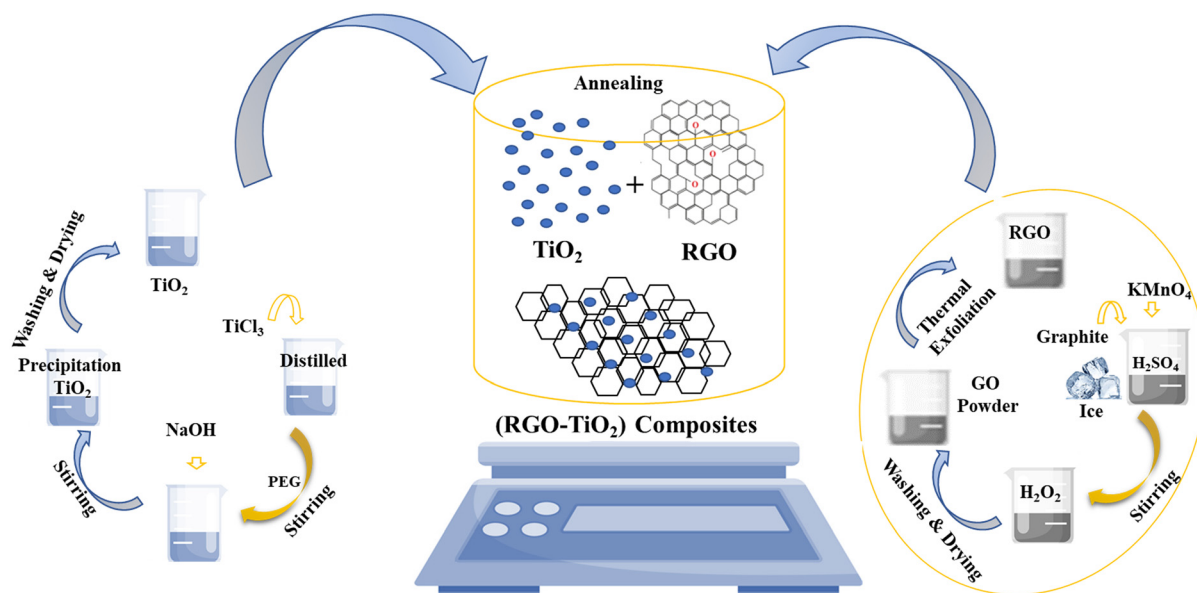 Annealing
O
O
O
+
TiO₂
RGO
(RGO-TiO₂) Composites
TiO₂
Washing & Drying
TiCl₃
Distilled
Precipitation
TiO₂
NaOH
PEG
Stirring
Stirring
RGO
KMnO₄
Thermal
Exfoliation
Graphite
H₂SO₄
Ice
GO
Powder
H₂O₂
Washing & Drying
Stirring